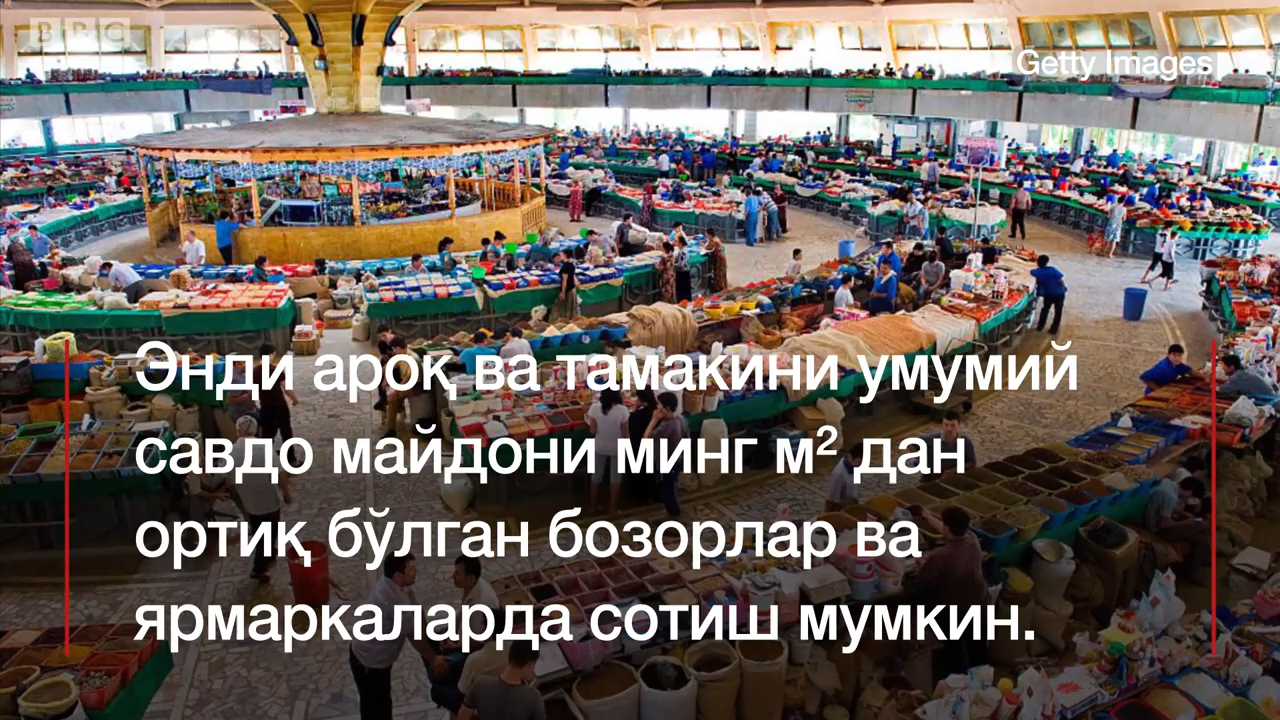 BBC
Getty Images
Энди ароқ ва тамакини умумий
савдо майдони минг м² дан
ортиқ бўлган бозорлар ва
ярмаркаларда сотиш мумкин.